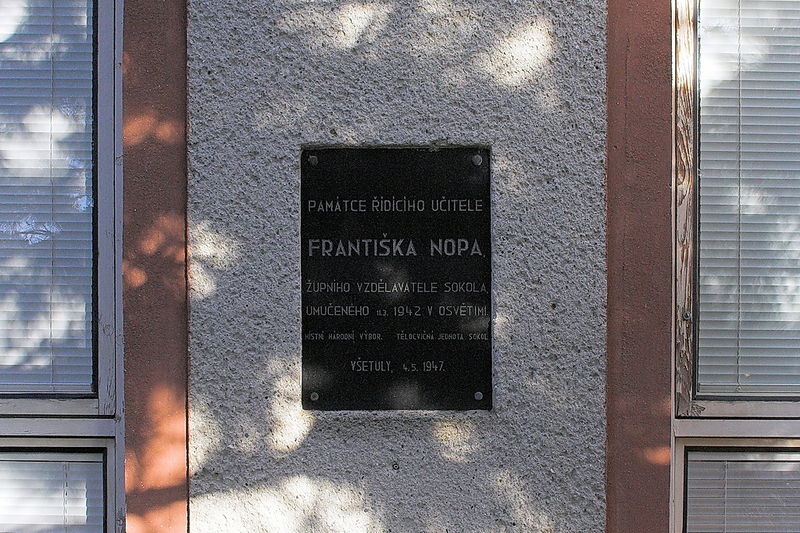 PAMÁTCE ŘÍDÍCÍHO UČITELE
FRANTIŠKA NOPA,
ŽUPNÍHO VZDĚLAVATELE SOKOLA,
UMUČENÉHO 1942 V OSVĚTIMI.
MÍSTNÍ NÁRODNÍ VÝBOR. TĚLOCVIČNÁ JEDNOTA SOKOL
VŠETULY, 4.5. 1947.